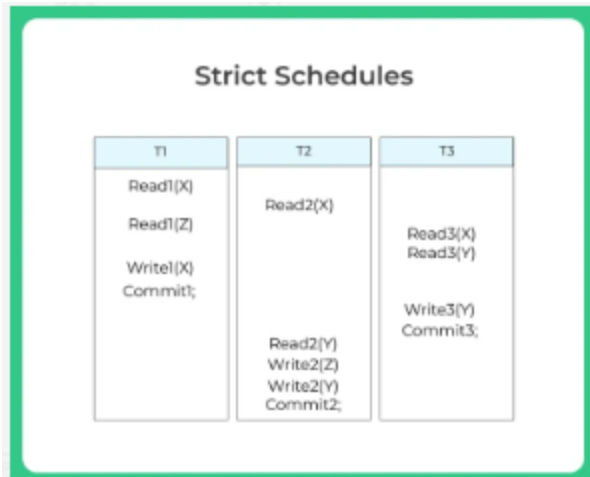 Strict Schedules
T1
T2
T3
Read1(X)
Read1(Z)
Write1(X)
Commit1;
Read2(X)
Read2(Y)
Write2(Z)
Write2(Y)
Commit2;
Read3(X)
Read3(Y)
Write3(Y)
Commit3;